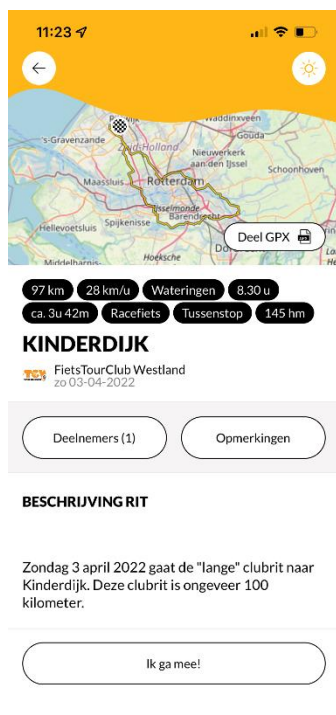 11:23
's-Gravenzande
Zuid-Holland
Waddinxveen
Gouda
Nieuwerkerk
aan den IJssel
Schoonhoven
Maassluis
Rotterdam
IJsselmonde
Barendrecht
Hellevoetsluis
Spijkenisse
Deel GPX
Hoeksche
Middelharnis
97 km
28 km/u
Wateringen
8.30 u
ca. 3u 42m
Racefiets
Tussenstop
145 hm
KINDERDIJK
FietsTourClub Westland
zo 03-04-2022
Deelnemers (1)
Opmerkingen
BESCHRIJVING RIT
Zondag 3 april 2022 gaat de "lange" clubrit naar
Kinderdijk. Deze clubrit is ongeveer 100
kilometer.
Ik ga mee!